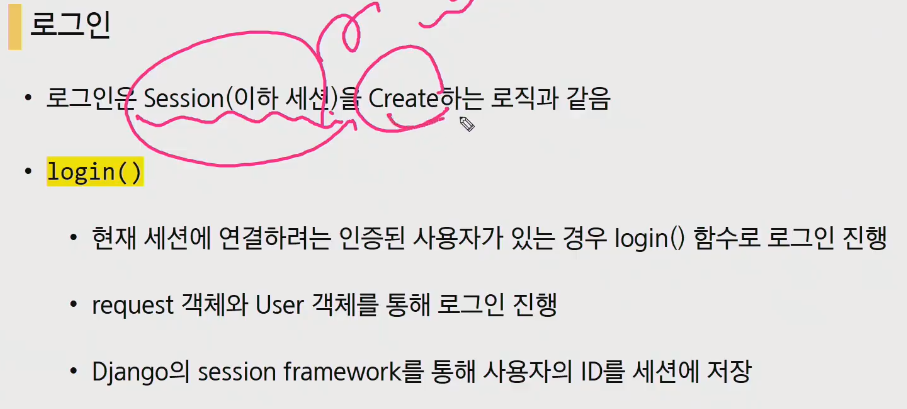 로그인
• 로그인은 Session(이하 세션)을 Create하는 로직과 같음
• login()
• 현재 세션에 연결하려는 인증된 사용자가 있는 경우 login() 함수로 로그인 진행
• request 객체와 User 객체를 통해 로그인 진행
• Django의 session framework를 통해 사용자의 ID를 세션에 저장